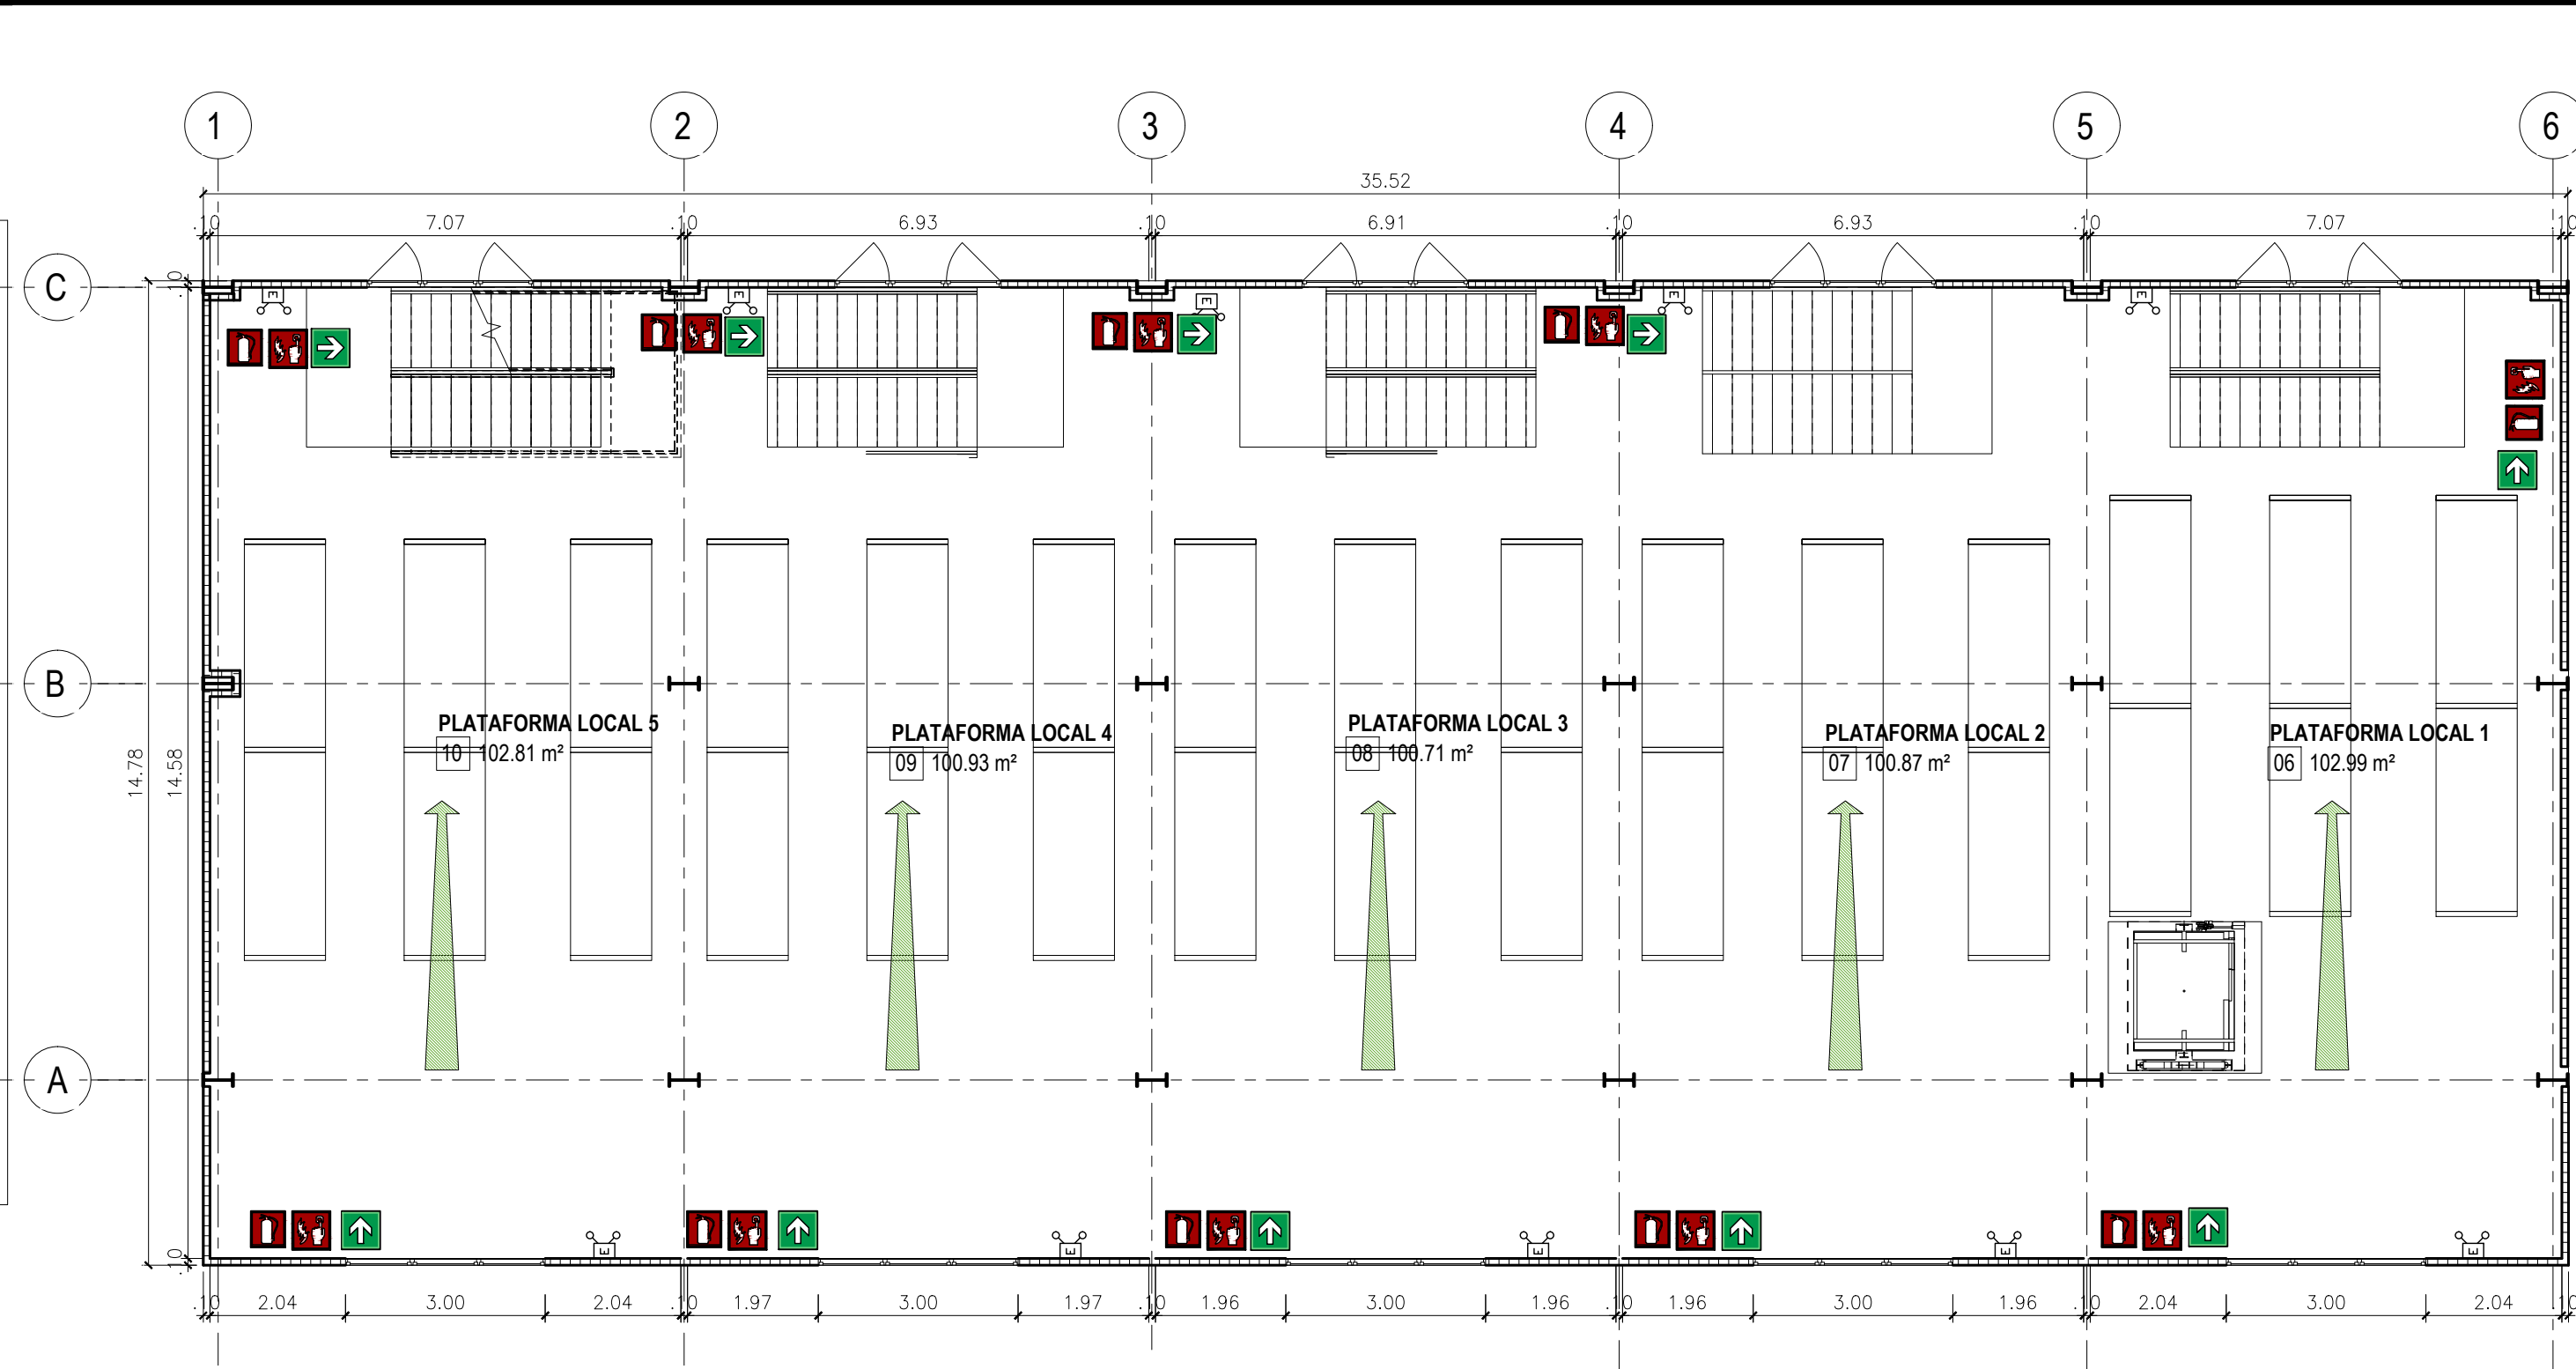 1 2 3 4 5 6
35.52
.10 7.07 .10 6.93 .10 6.91 .10 6.93 .10 7.07 .10
C
.10
E E E E E
B
PLATAFORMA LOCAL 5
10 102.81 m²
PLATAFORMA LOCAL 4
09 100.93 m²
PLATAFORMA LOCAL 3
08 100.71 m²
PLATAFORMA LOCAL 2
07 100.87 m²
PLATAFORMA LOCAL 1
06 102.99 m²
14.78
14.58
A
E E E E E
.10
.10 2.04 3.00 2.04 .10 1.97 3.00 1.97 .10 1.96 3.00 1.96 .10 1.96 3.00 1.96 .10 2.04 3.00 2.04 .10